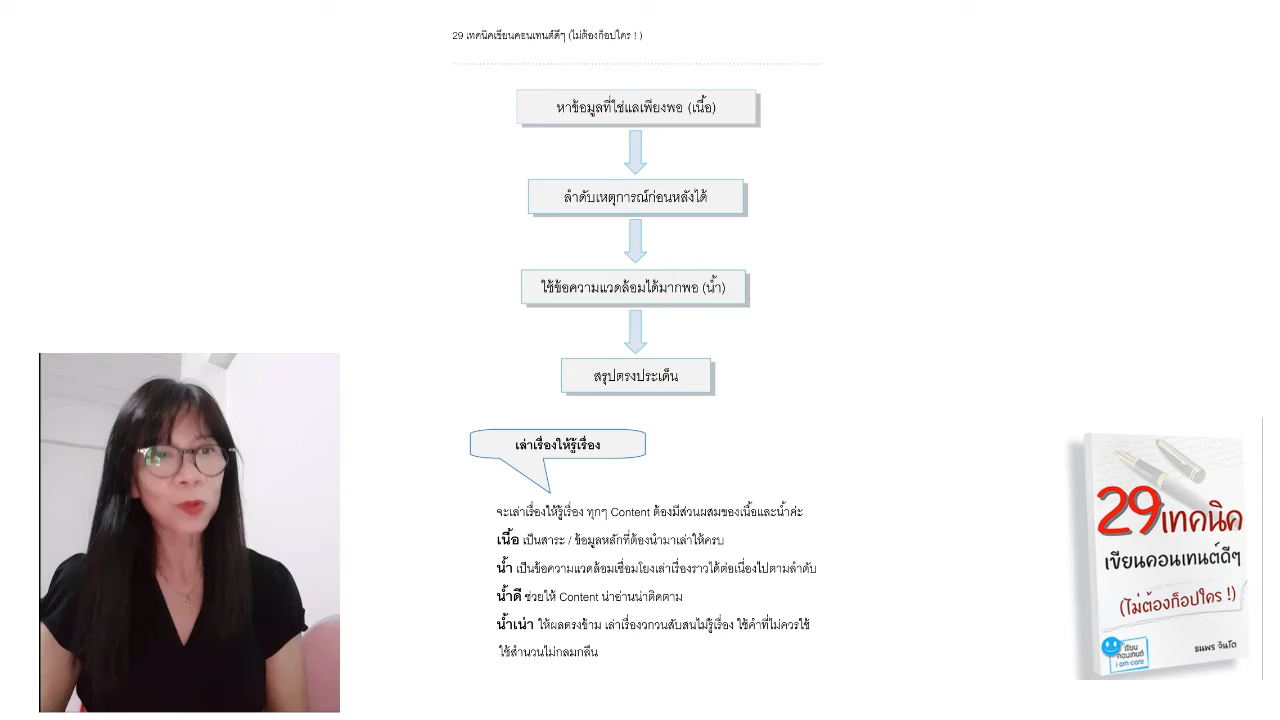 29 เทคนิคเขียนคอนเทนต์ดีๆ (ไม่ต้องก็อปใคร ! )
หาข้อมูลที่ใช่แลเพียงพอ (เนื้อ)
ลำดับเหตุการณ์ก่อนหลังได้
ใช้ข้อความแวดล้อมได้มากพอ (น้ำ)
สรุปตรงประเด็น
เล่าเรื่องให้รู้เรื่อง
จะเล่าเรื่องให้รู้เรื่อง ทุกๆ Content ต้องมีส่วนผสมของเนื้อและน้ำค่ะ
เนื้อ เป็นสาระ / ข้อมูลหลักที่ต้องนำมาเล่าให้ครบ
น้ำ เป็นข้อความแวดล้อมเชื่อมโยงเล่าเรื่องราวได้ต่อเนื่องไปตามลำดับ
น้ำดี ช่วยให้ Content น่าอ่านน่าติดตาม
น้ำเน่า ให้ผลตรงข้าม เล่าเรื่องวกวนสับสนไม่รู้เรื่อง ใช้คำที่ไม่ควรใช้
ใช้สำนวนไม่กลมกลืน
29เทคนิค
เขียนคอนเทนต์ดีๆ
(ไม่ต้องก็อปใคร !)
เรียน
คอนเทนต์
i am care
ธนพร จินโต